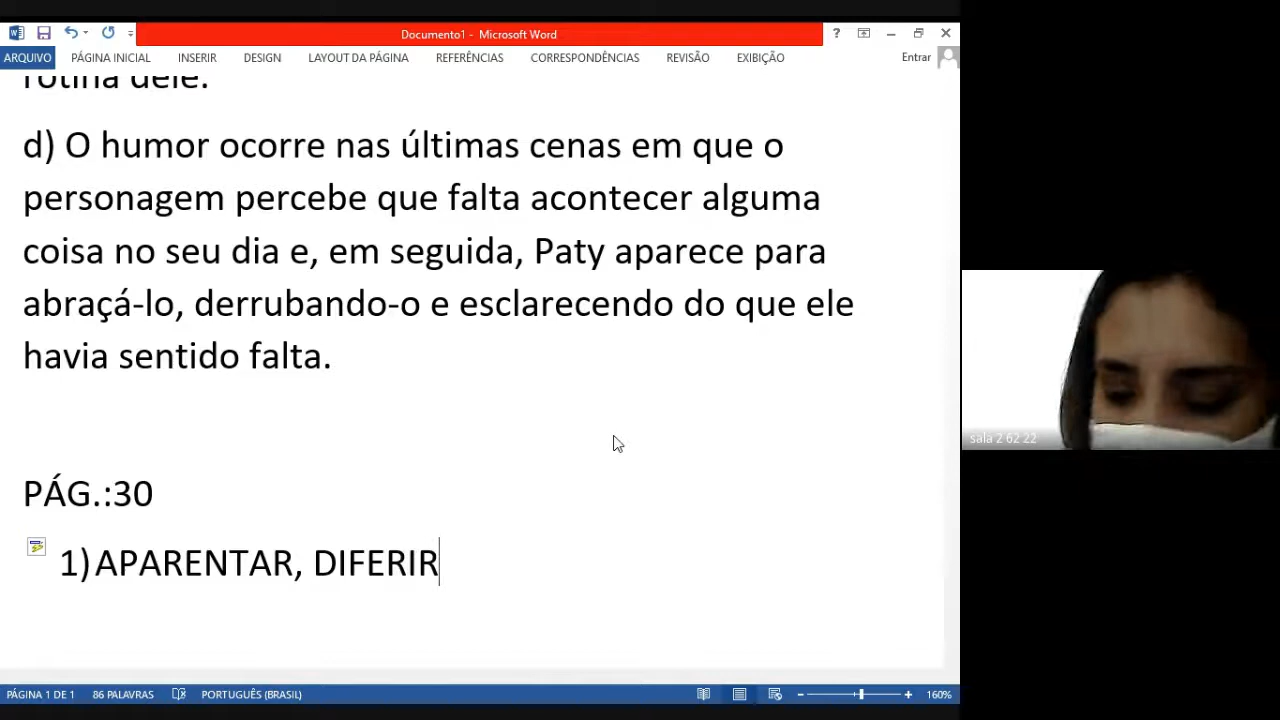 Documento1 - Microsoft Word
?
ARQUIVO PÁGINA INICIAL INSERIR DESIGN LAYOUT DA PÁGINA REFERÊNCIAS CORRESPONDÊNCIAS REVISÃO EXIBIÇÃO Entrar
rotina dele.
d) O humor ocorre nas últimas cenas em que o
personagem percebe que falta acontecer alguma
coisa no seu dia e, em seguida, Paty aparece para
abraçá-lo, derrubando-o e esclarecendo do que ele
havia sentido falta.
sala 2 62 22
PÁG.:30
1) APARENTAR, DIFERIR
PÁGINA 1 DE 1 86 PALAVRAS PORTUGUÊS (BRASIL) 160%